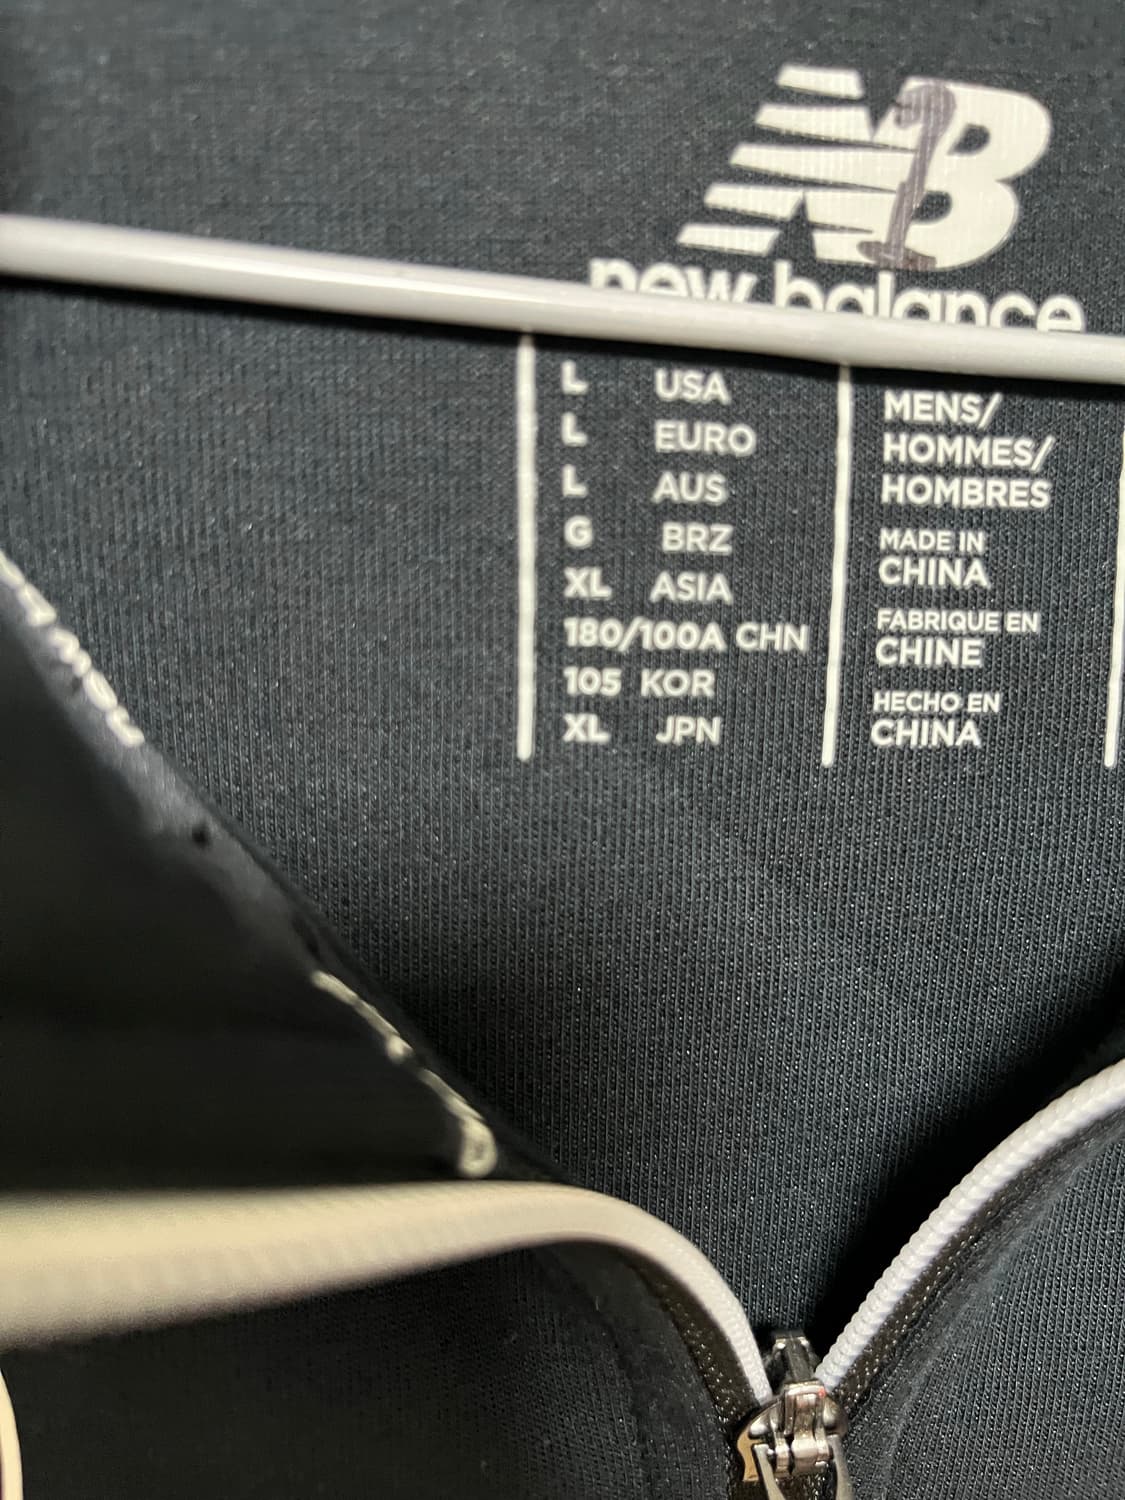 NB
new balance
L USA
L EURO
L AUS
G BRZ
XL ASIA
180/100A CHN
105 KOR
XL JPN
MENS/
HOMMES/
HOMBRES
MADE IN
CHINA
FABRIQUE EN
CHINE
HECHO EN
CHINA